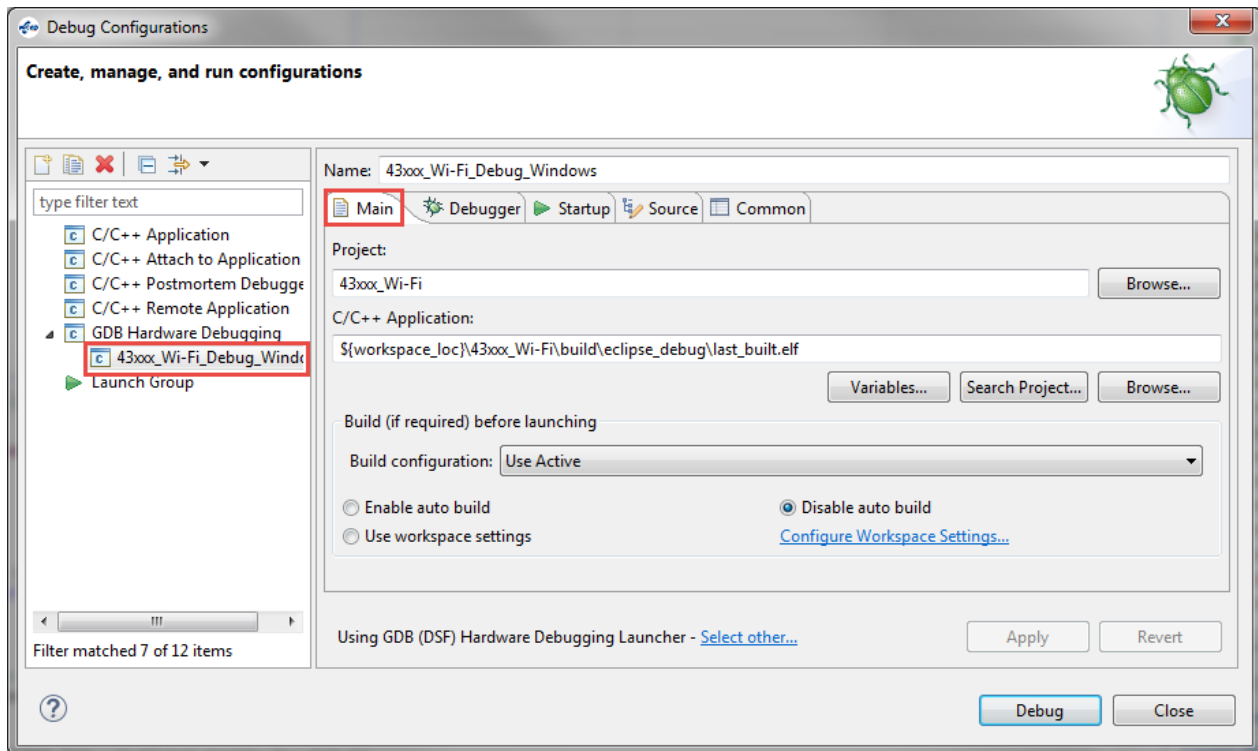 Debug Configurations
Create, manage, and run configurations
type filter text
C/C++ Application
C/C++ Attach to Application
C/C++ Postmortem Debugge
C/C++ Remote Application
GDB Hardware Debugging
43xxx_Wi-Fi_Debug_Windo
Launch Group
Filter matched 7 of 12 items
Name: 43xxx_Wi-Fi_Debug_Windows
Main Debugger Startup Source Common
Project:
43xxx_Wi-Fi Browse...
C/C++ Application:
${workspace_loc}\43xxx_Wi-Fi\build\eclipse_debug\last_built.elf
Variables... Search Project... Browse...
Build (if required) before launching
Build configuration: Use Active
Enable auto build Disable auto build
Use workspace settings Configure Workspace Settings...
Using GDB (DSF) Hardware Debugging Launcher - Select other... Apply Revert
? Debug Close